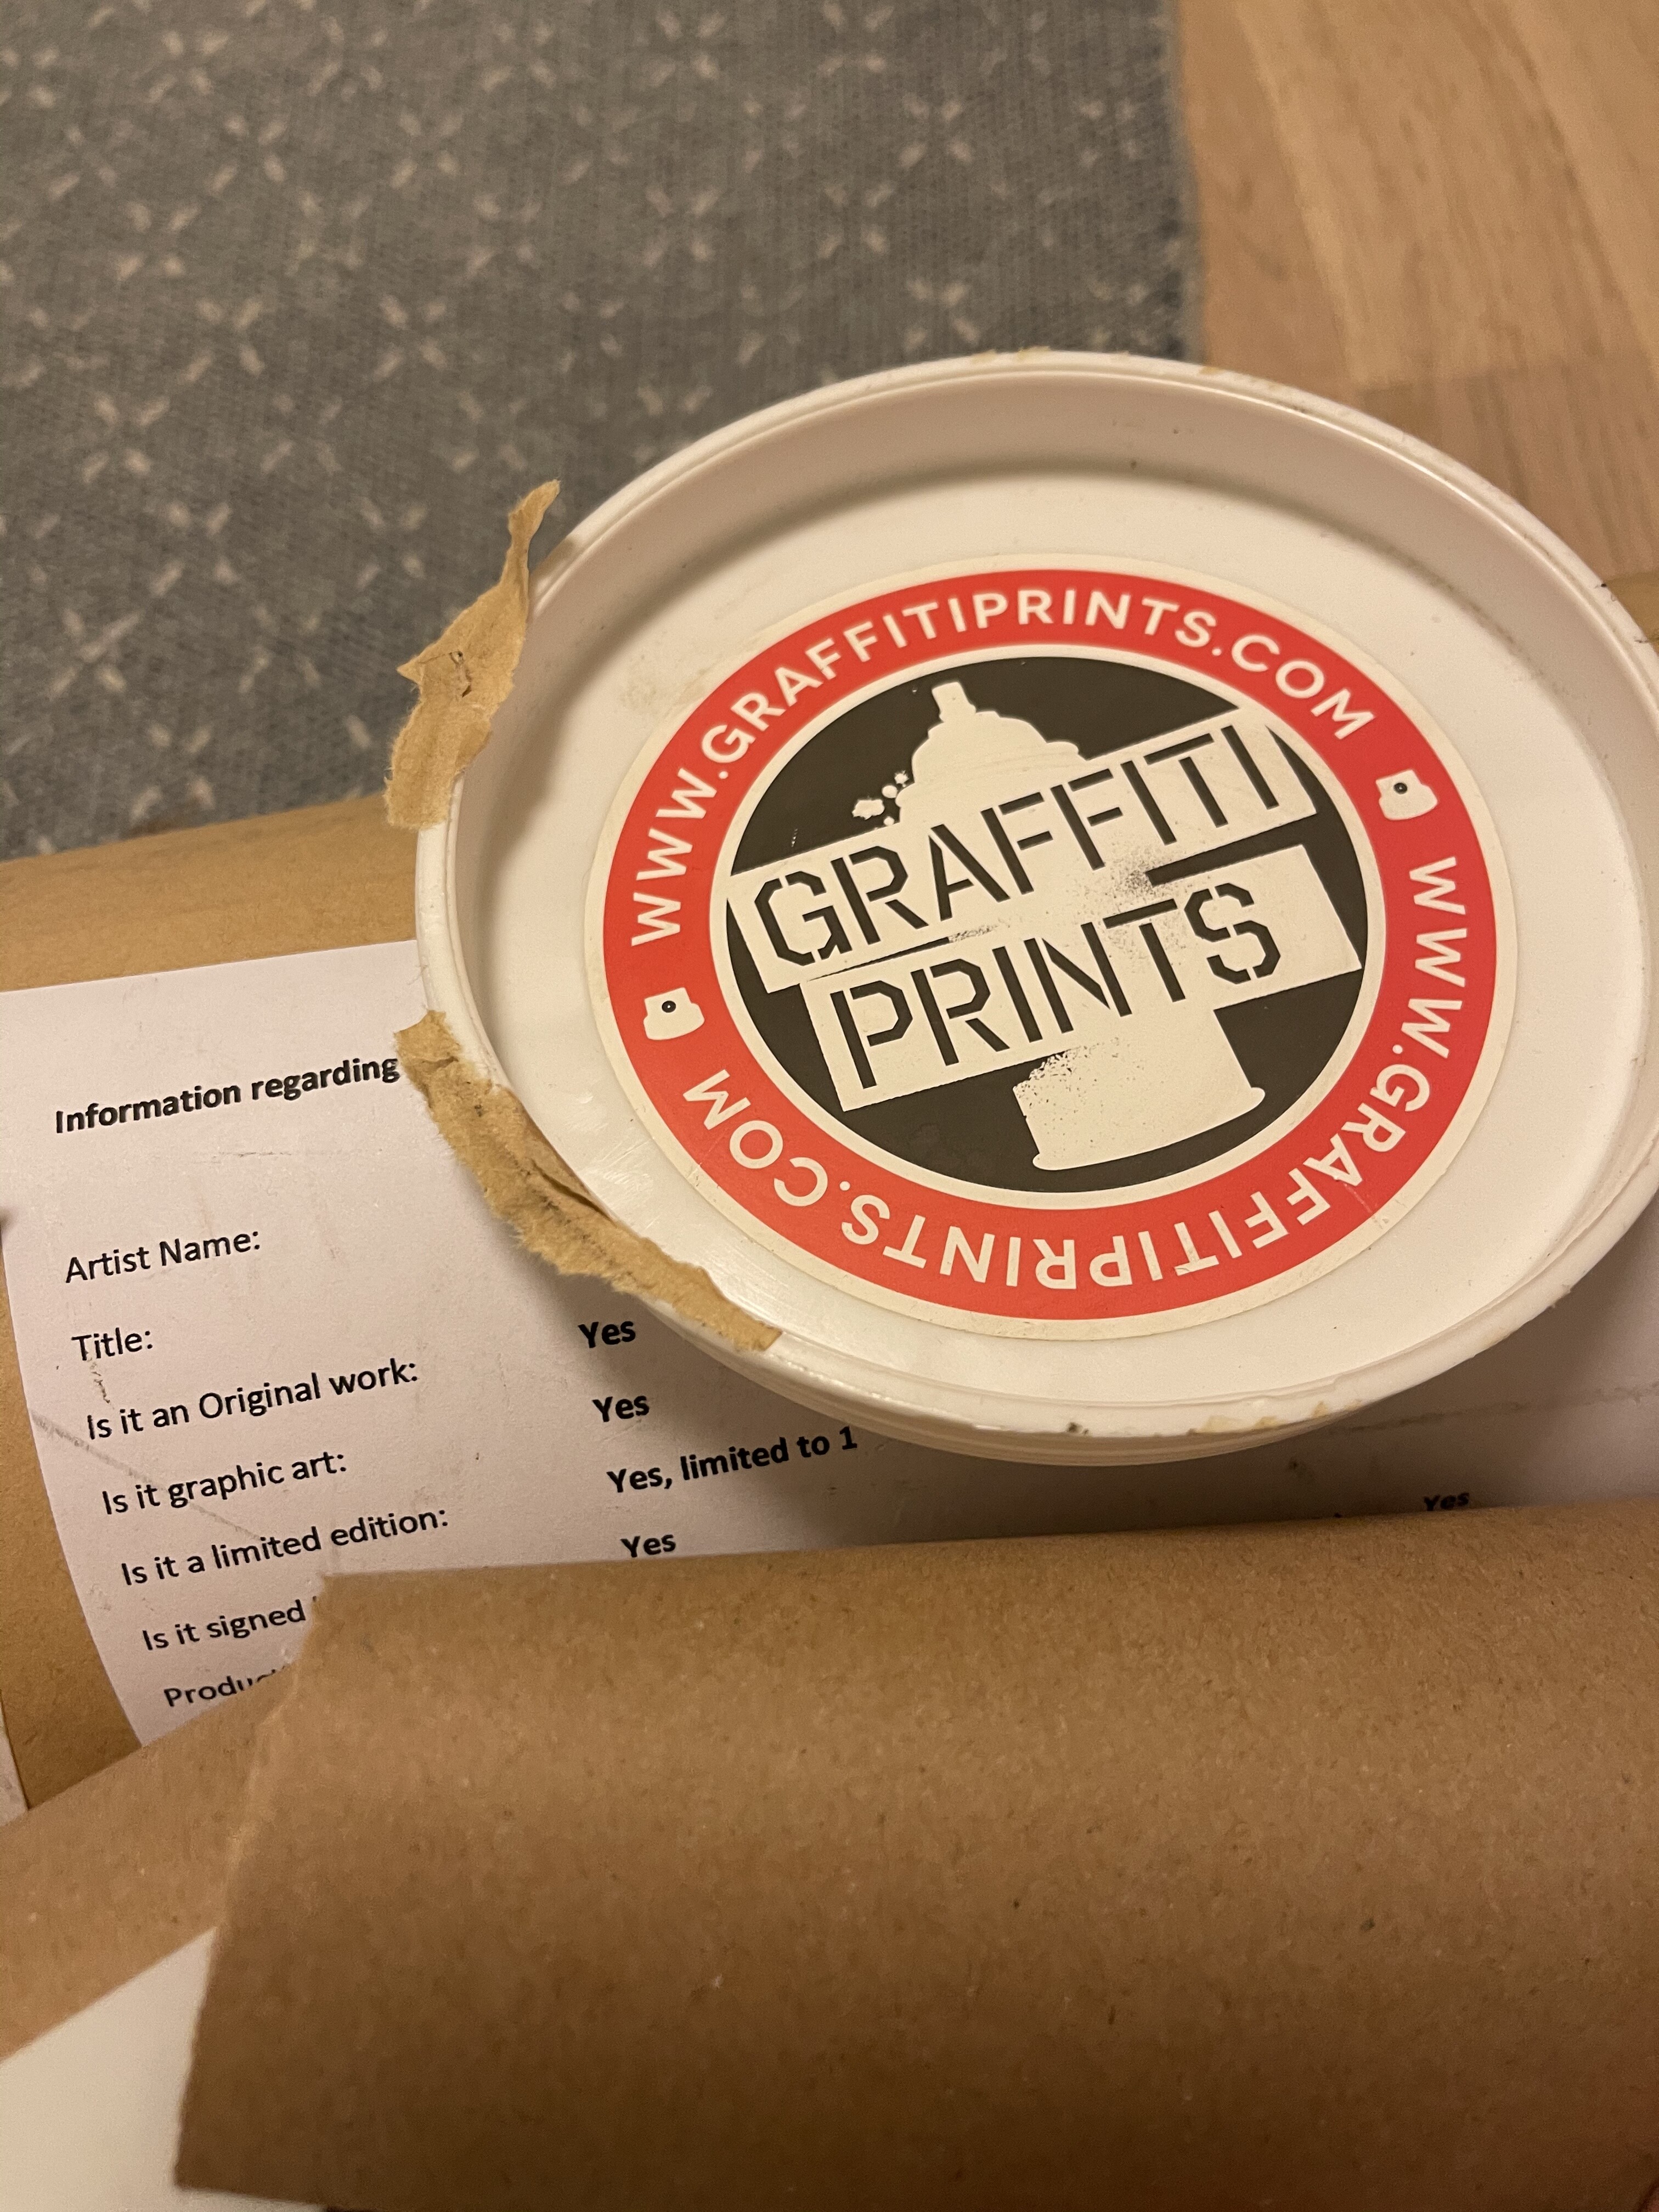 WWW.GRAFFITIPRINTS.COM
GRAFFITI
PRINTS
WWW.GRAFFITIPRINTS.COM
Information regarding
Artist Name:
Title:
Is it an Original work: Yes
Is it graphic art: Yes
Is it a limited edition: Yes, limited to 1
Is it signed Yes
Yes